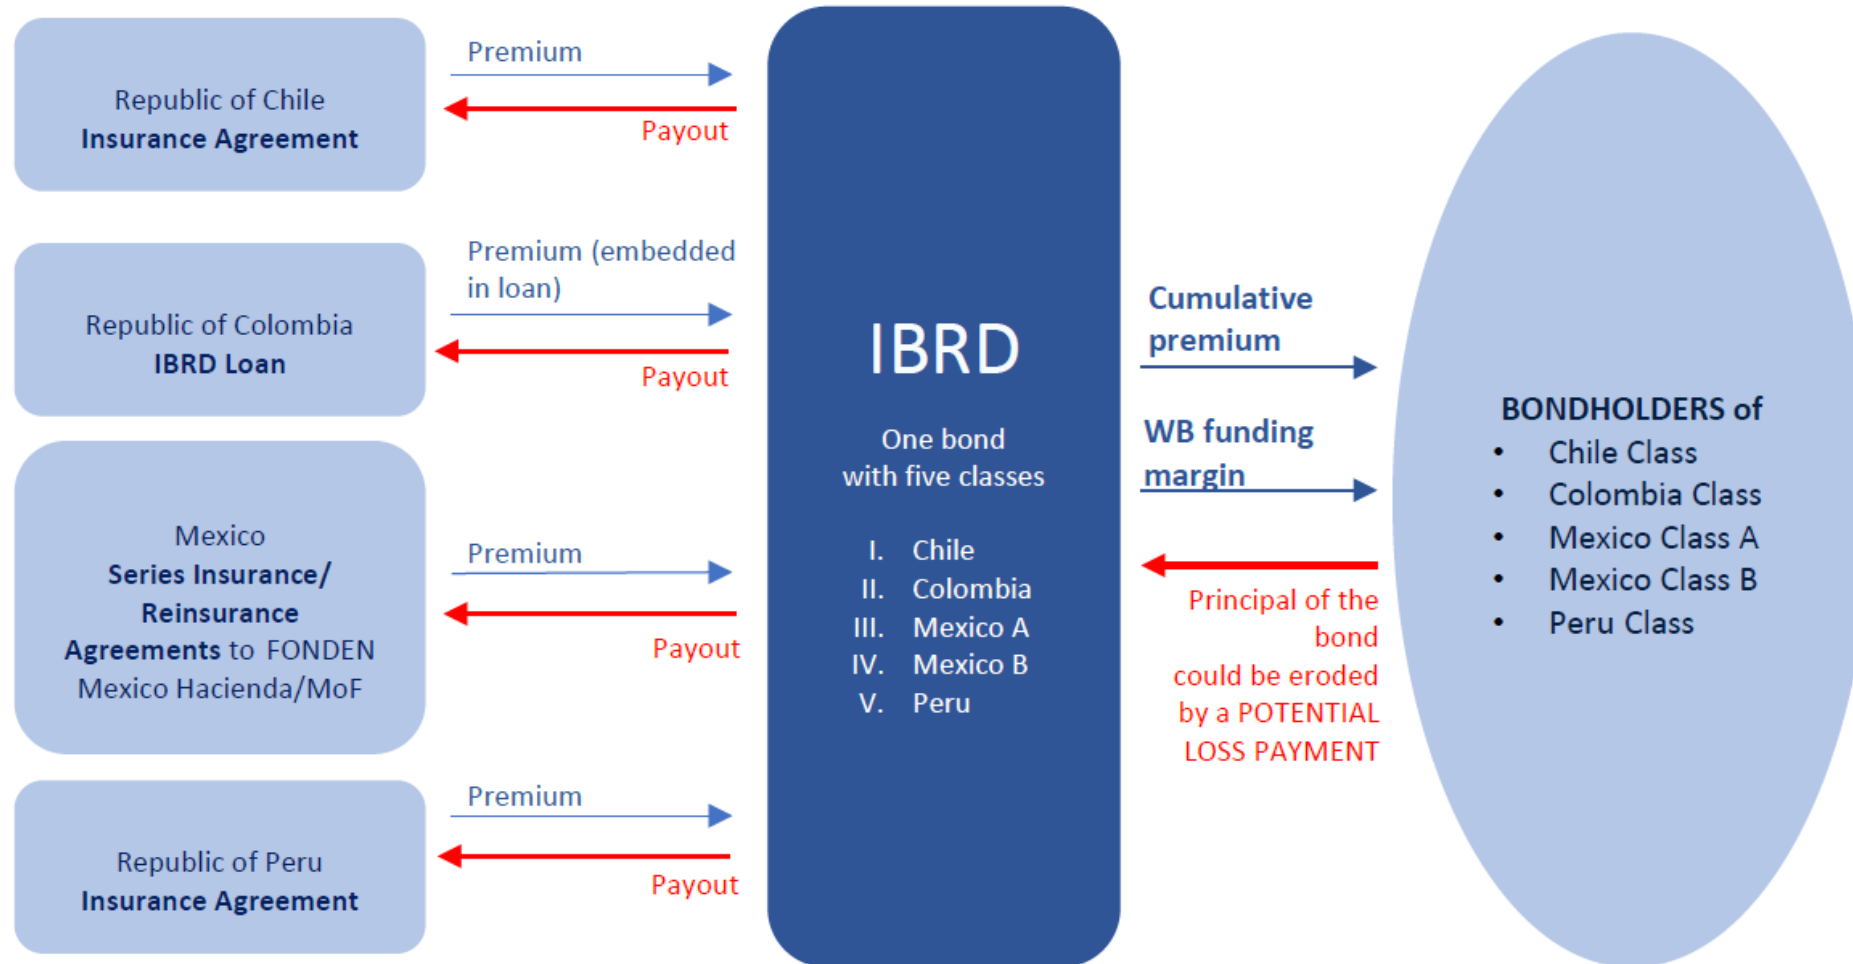 Republic of Chile
Insurance Agreement
Premium
Payout
Republic of Colombia
IBRD Loan
Premium (embedded
in loan)
Payout
Mexico
Series Insurance/
Reinsurance
Agreements to FONDEN
Mexico Hacienda/MoF
Premium
Payout
Republic of Peru
Insurance Agreement
Premium
Payout
IBRD
One bond
with five classes
I. Chile
II. Colombia
III. Mexico A
IV. Mexico B
V. Peru
Cumulative
premium
WB funding
margin
Principal of the
bond
could be eroded
by a POTENTIAL
LOSS PAYMENT
BONDHOLDERS of
• Chile Class
• Colombia Class
• Mexico Class A
• Mexico Class B
• Peru Class